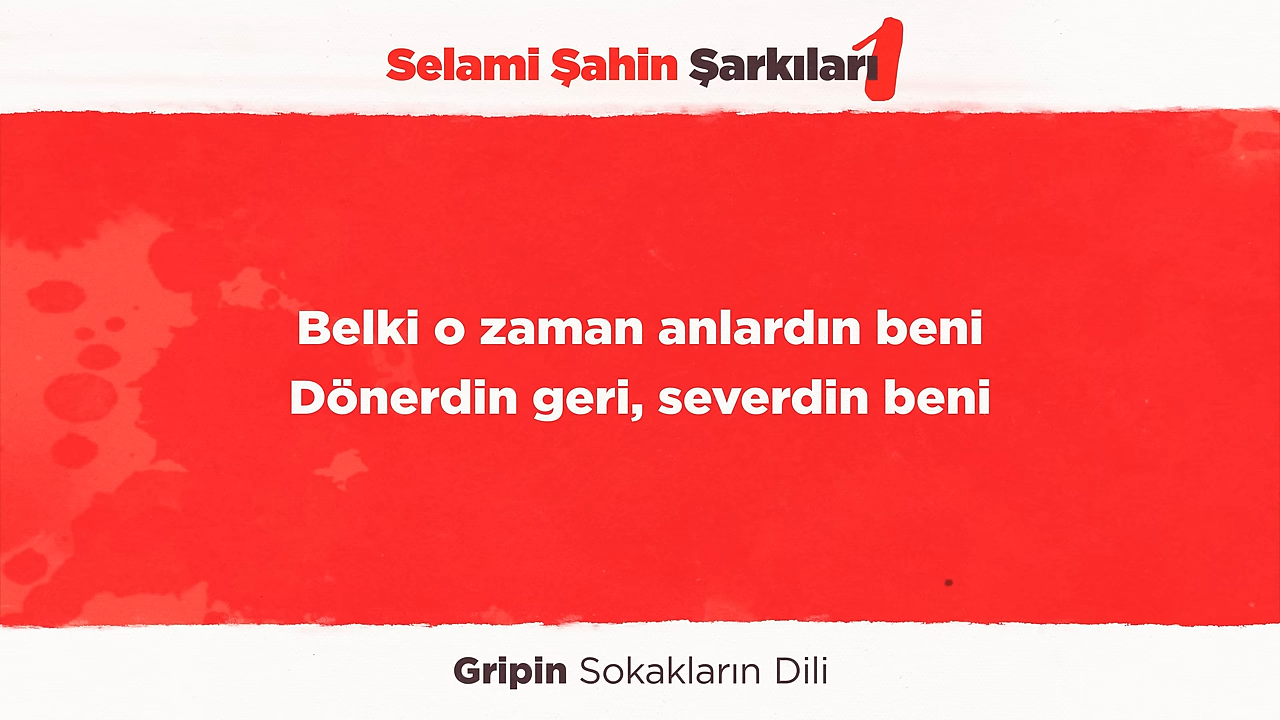 Selami Şahin Şarkıları 1
Belki o zaman anlardın beni
Dönerdin geri, severdin beni
Gripin Sokakların Dili